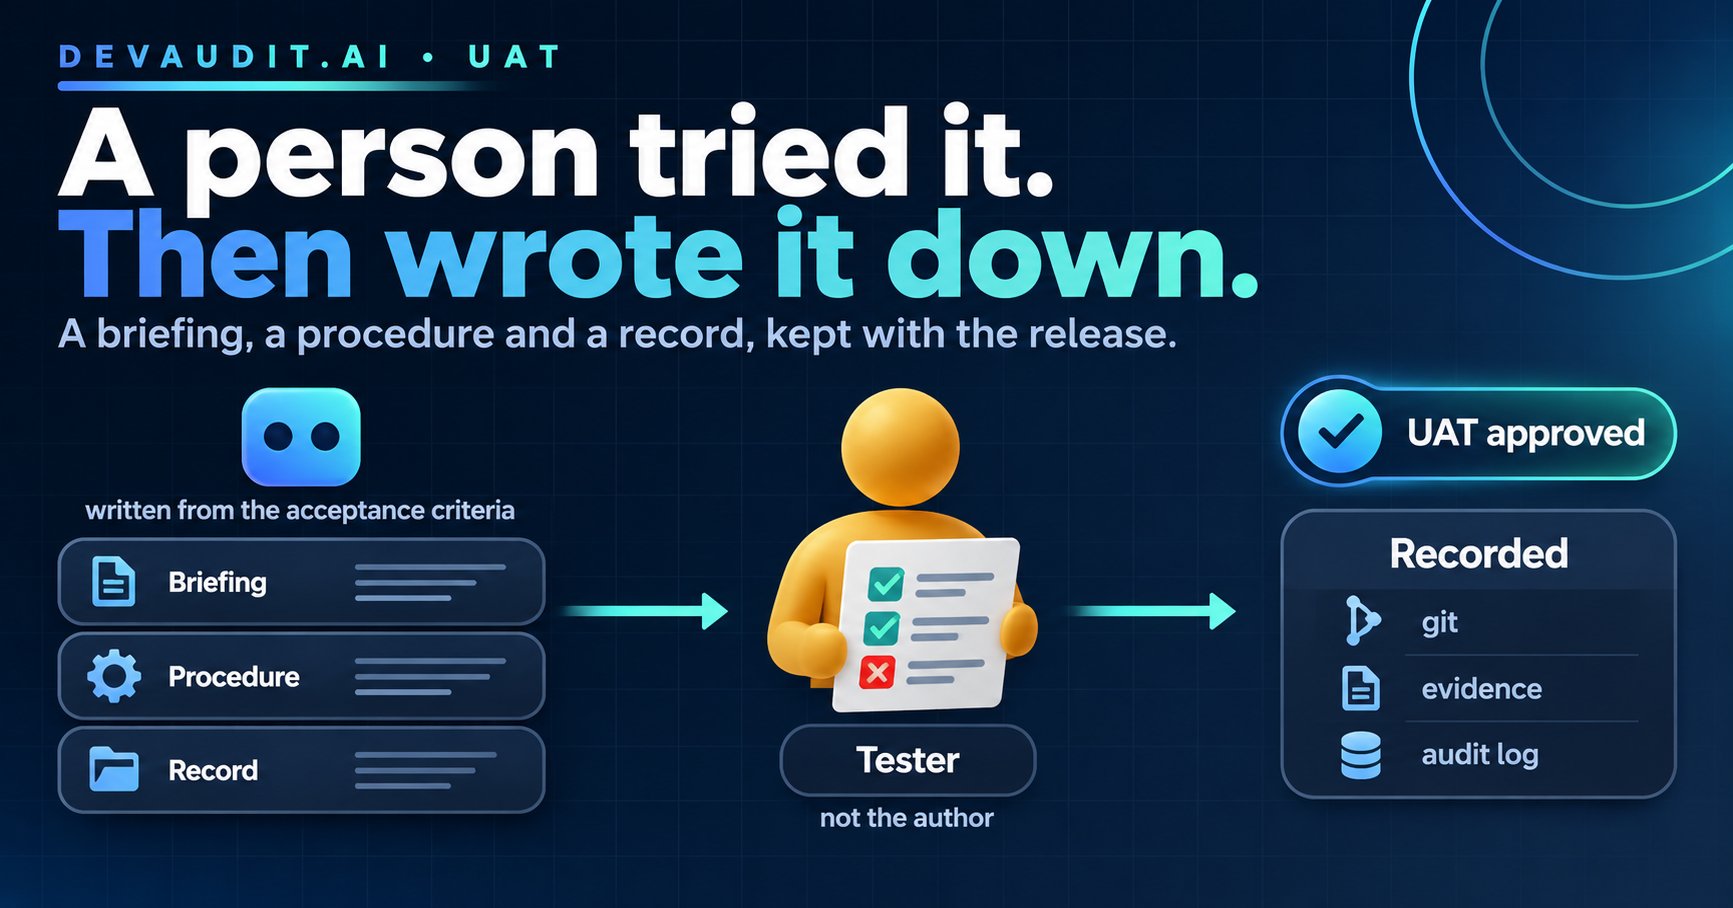 DEVAUDIT.AI • UAT
A person tried it.
Then wrote it down.
A briefing, a procedure and a record, kept with the release.
written from the acceptance criteria
Briefing
Procedure
Record
Tester
not the author
UAT approved
Recorded
git
evidence
audit log